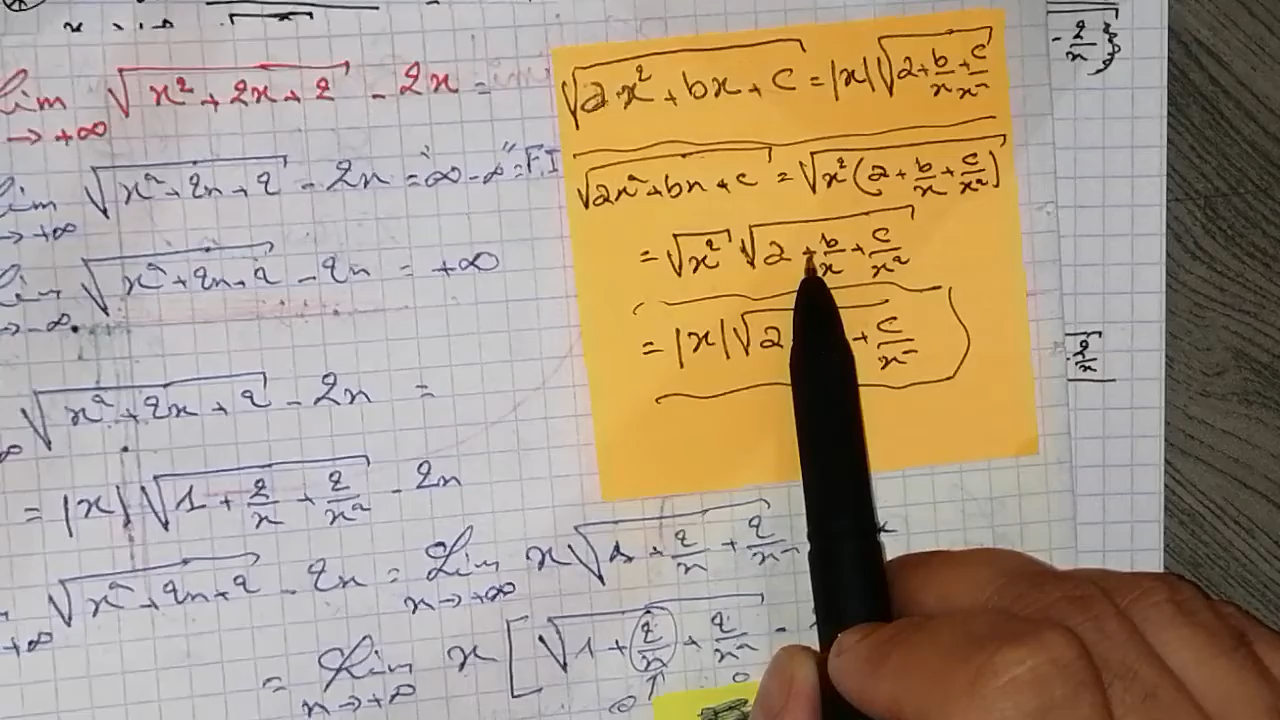 lim √(x² + 2x + 2) - 2x =
→ +∞
lim √(x² + 2x + 2) - 2x = "∞ - ∞" = F.I
→ +∞
lim √(x² + 2x + 2) - 2x = +∞
→ -∞
√(x² + 2x + 2) - 2x =
= |x| √(1 + 2/x + 2/x²) - 2x
√(x² + 2x + 2) - 2x = lim x √(1 + 2/x + 2/x²) - x
+∞ x → +∞
= lim x [√(1 + 2/x + 2/x²) -
x → +∞ 0 0
√(ax² + bx + c) = |x| √(a + b/x + c/x²)
√(ax² + bx + c) = √(x² (a + b/x + c/x²))
= √x² √(a + b/x + c/x²)
= |x| √(a + c/x²